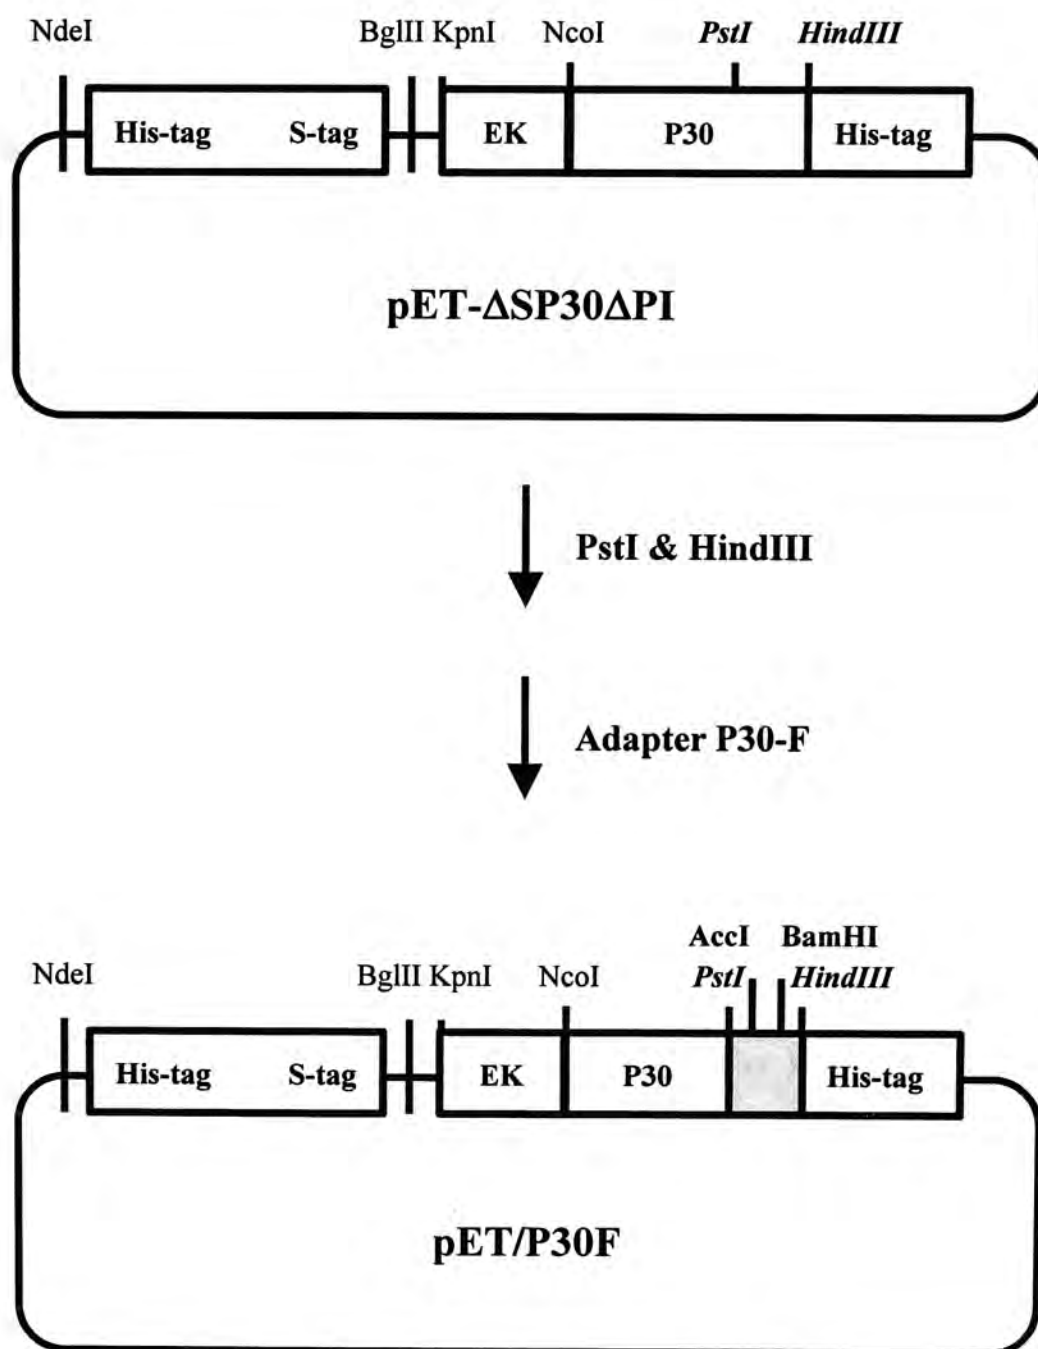 NdeI BglII KpnI NcoI PstI HindIII
His-tag S-tag EK P30 His-tag
pET-ΔSP30ΔPI
PstI & HindIII
Adapter P30-F
AccI BamHI
NdeI BglII KpnI NcoI PstI HindIII
His-tag S-tag EK P30 His-tag
pET/P30F